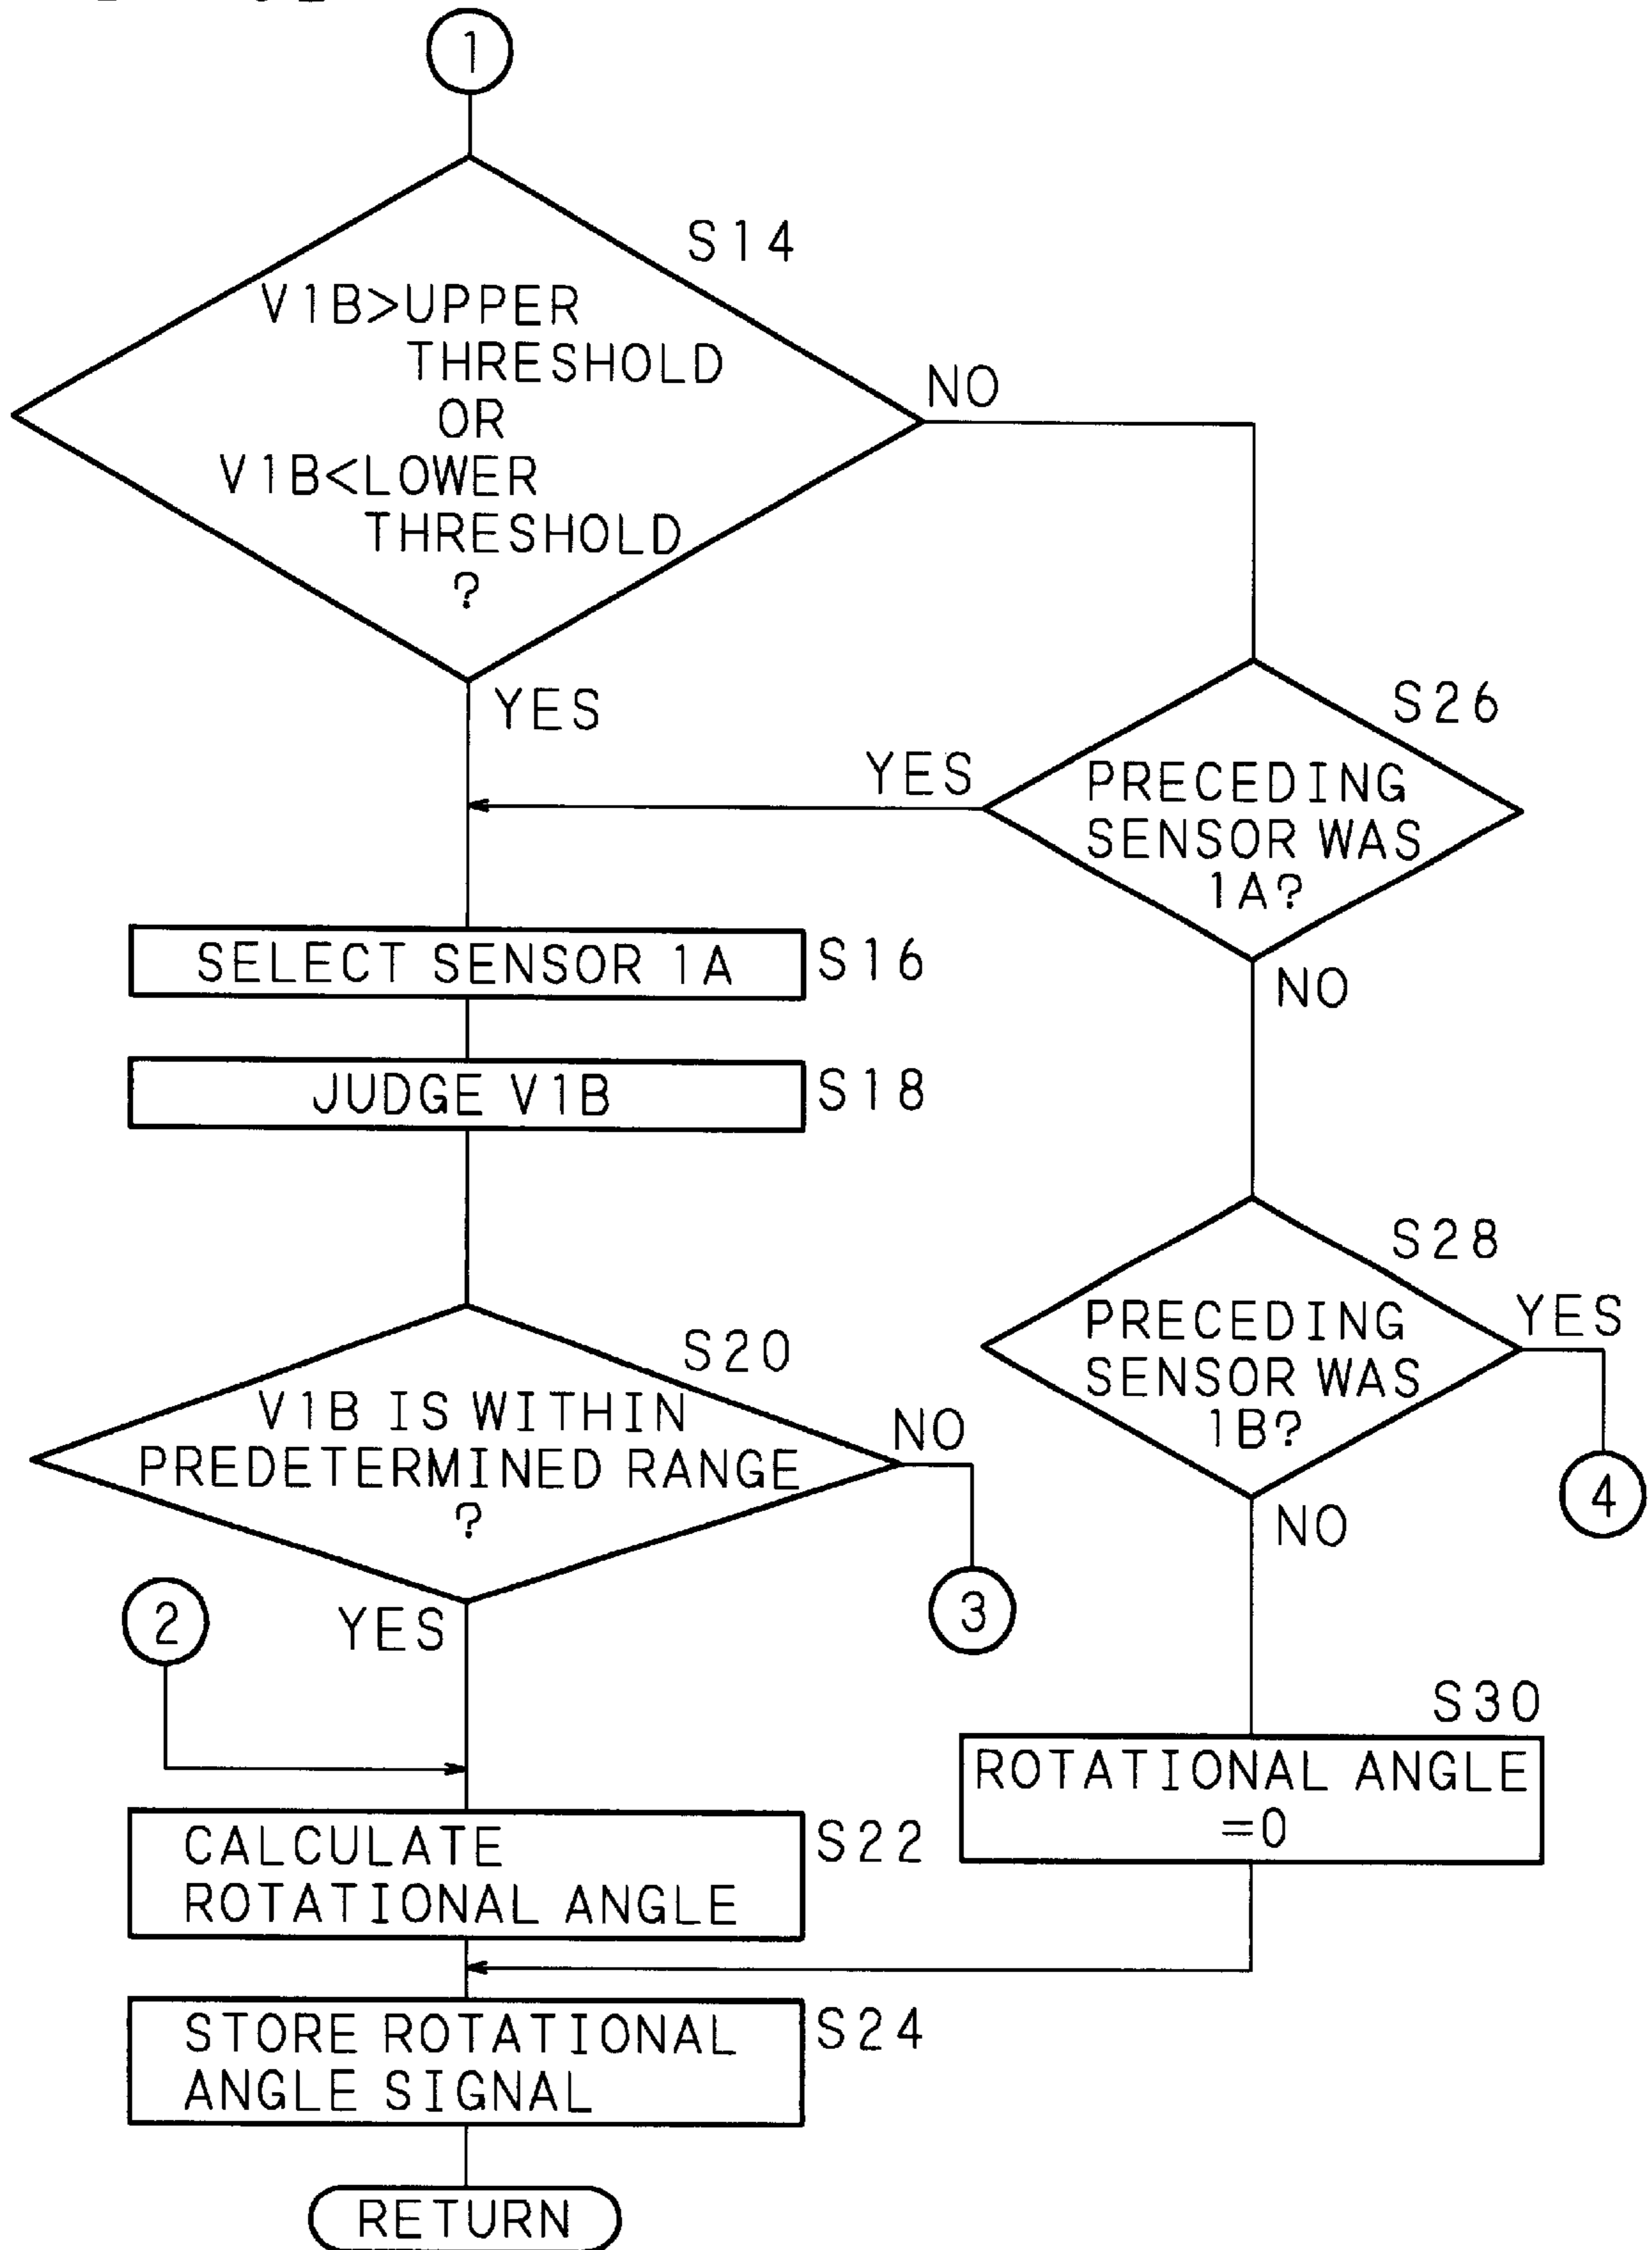 1
S14
V1B>UPPER
THRESHOLD
OR
V1B<LOWER
THRESHOLD
?
NO
YES
S26
YES
PRECEDING
SENSOR WAS
1A?
NO
SELECT SENSOR 1A
S16
JUDGE V1B
S18
S28
PRECEDING
SENSOR WAS
1B?
YES
4
NO
S20
V1B IS WITHIN
PREDETERMINED RANGE
?
NO
3
YES
2
S30
ROTATIONAL ANGLE
=0
CALCULATE
ROTATIONAL ANGLE
S22
STORE ROTATIONAL
ANGLE SIGNAL
S24
RETURN